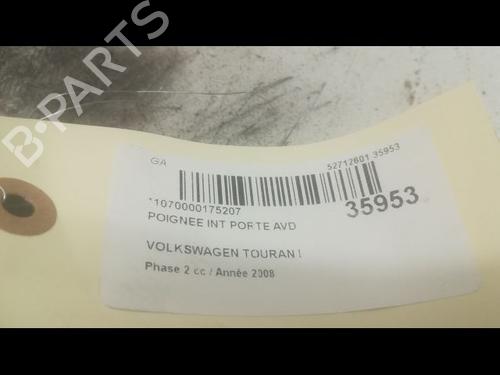 B-PARTS
GA
52712601 35953
*1070000175207
35953
POIGNEE INT PORTE AVD
VOLKSWAGEN TOURAN I
Phase 2 cc / Année 2008